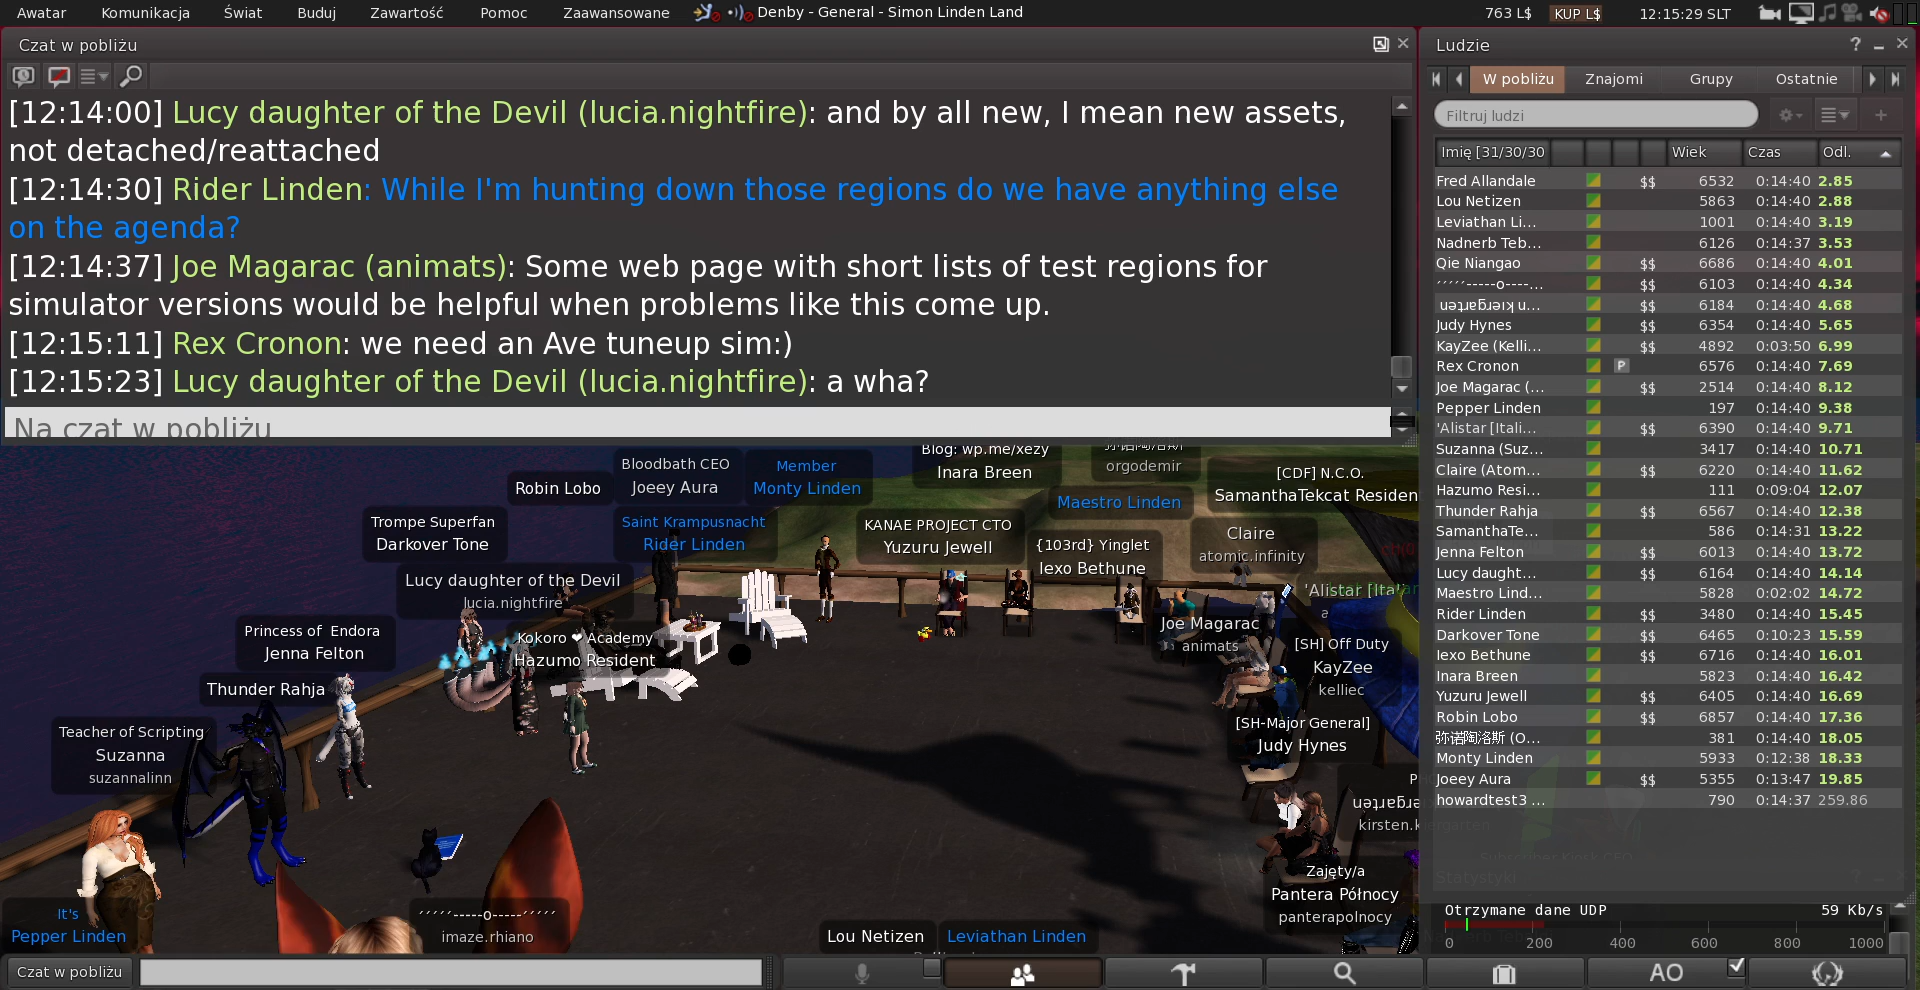 Awatar Komunikacja Świat Buduj Zawartość Pomoc Zaawansowane Denby - General - Simon Linden Land 763 L$ KUP L$ 12:15:29 SLT
Czat w pobliżu
[12:14:00] Lucy daughter of the Devil (lucia.nightfire): and by all new, I mean new assets,
not detached/reattached
[12:14:30] Rider Linden: While I'm hunting down those regions do we have anything else
on the agenda?
[12:14:37] Joe Magarac (animats): Some web page with short lists of test regions for
simulator versions would be helpful when problems like this come up.
[12:15:11] Rex Cronon: we need an Ave tuneup sim:)
[12:15:23] Lucy daughter of the Devil (lucia.nightfire): a wha?
Na czat w pobliżu
Blog: wp.me/xezy
Inara Breen
orgodemir
Bloodbath CEO
Joeey Aura
Member
Monty Linden
Robin Lobo
[CDF] N.C.O.
SamanthaTekcat Residen
Maestro Linden
Trompe Superfan
Darkover Tone
Saint Krampusnacht
Rider Linden
KANAE PROJECT CTO
Yuzuru Jewell
{103rd} Yinglet
Iexo Bethune
Claire
atomic.infinity
Lucy daughter of the Devil
lucia.nightfire
'Alistar [Ital
Joe Magarac
animats
Princess of Endora
Jenna Felton
Kokoro ❤ Academy
Hazumo Resident
[SH] Off Duty
KayZee
kelliec
Thunder Rahja
Teacher of Scripting
Suzanna
suzannalinn
[SH-Major General]
Judy Hynes
Zajęty/a
Pantera Północy
panterapolnocy
It's
Pepper Linden
´´´´´-----o-----´´´´´
imaze.rhiano
Lou Netizen
Leviathan Linden
Czat w pobliżu
AO
Ludzie
W pobliżu Znajomi Grupy Ostatnie
Filtruj ludzi
Imię [31/30/30 Wiek Czas Odl.
Fred Allandale $$ 6532 0:14:40 2.85
Lou Netizen 5863 0:14:40 2.88
Leviathan Li... 1001 0:14:40 3.19
Nadnerb Teb... 6126 0:14:37 3.53
Qie Niangao $$ 6686 0:14:40 4.01
´´´´´-----o----... $$ 6103 0:14:40 4.34
uǝʇɹɐƃɹǝıʞ u... $$ 6184 0:14:40 4.68
Judy Hynes $$ 6354 0:14:40 5.65
KayZee (Kelli... $$ 4892 0:03:50 6.99
Rex Cronon P 6576 0:14:40 7.69
Joe Magarac (... $$ 2514 0:14:40 8.12
Pepper Linden 197 0:14:40 9.38
'Alistar [Itali... $$ 6390 0:14:40 9.71
Suzanna (Suz... 3417 0:14:40 10.71
Claire (Atom... $$ 6220 0:14:40 11.62
Hazumo Resi... 111 0:09:04 12.07
Thunder Rahja $$ 6567 0:14:40 12.38
SamanthaTe... 586 0:14:31 13.22
Jenna Felton $$ 6013 0:14:40 13.72
Lucy daught... $$ 6164 0:14:40 14.14
Maestro Lind... 5828 0:02:02 14.72
Rider Linden $$ 3480 0:14:40 15.45
Darkover Tone $$ 6465 0:10:23 15.59
Iexo Bethune $$ 6716 0:14:40 16.01
Inara Breen 5823 0:14:40 16.42
Yuzuru Jewell $$ 6405 0:14:40 16.69
Robin Lobo $$ 6857 0:14:40 17.36
弥诺陶洛斯 (O... 381 0:14:40 18.05
Monty Linden 5933 0:12:38 18.33
Joeey Aura $$ 5355 0:13:47 19.85
howardtest3 ... 790 0:14:37 259.86
Statystyki
Otrzymane dane UDP 59 Kb/s
0 200 400 600 800 1000